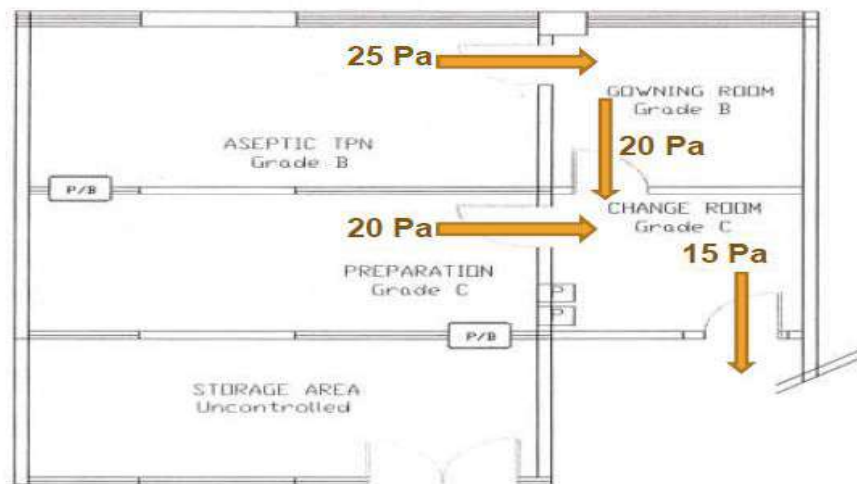 25 Pa
GOWNING ROOM
Grade B
ASEPTIC TPN
Grade B
20 Pa
P/B
CHANGE ROOM
Grade C
20 Pa
15 Pa
PREPARATION
Grade C
P
P
P/B
STORAGE AREA
Uncontrolled